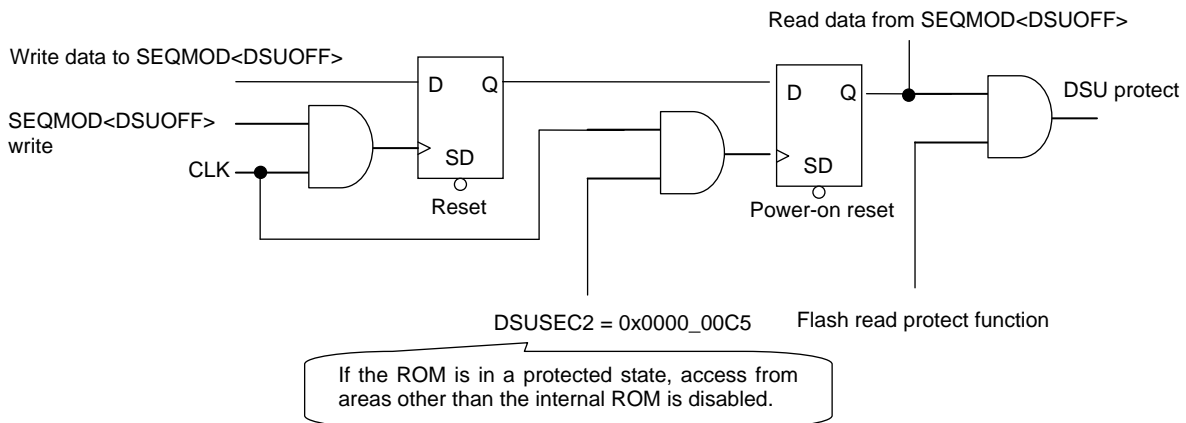 Read data from SEQMOD<DSUOFF>
Write data to SEQMOD<DSUOFF>
D Q
D Q
DSU protect
SEQMOD<DSUOFF>
write
CLK
SD
SD
Reset
Power-on reset
DSUSEC2 = 0x0000_00C5
Flash read protect function
If the ROM is in a protected state, access from
areas other than the internal ROM is disabled.